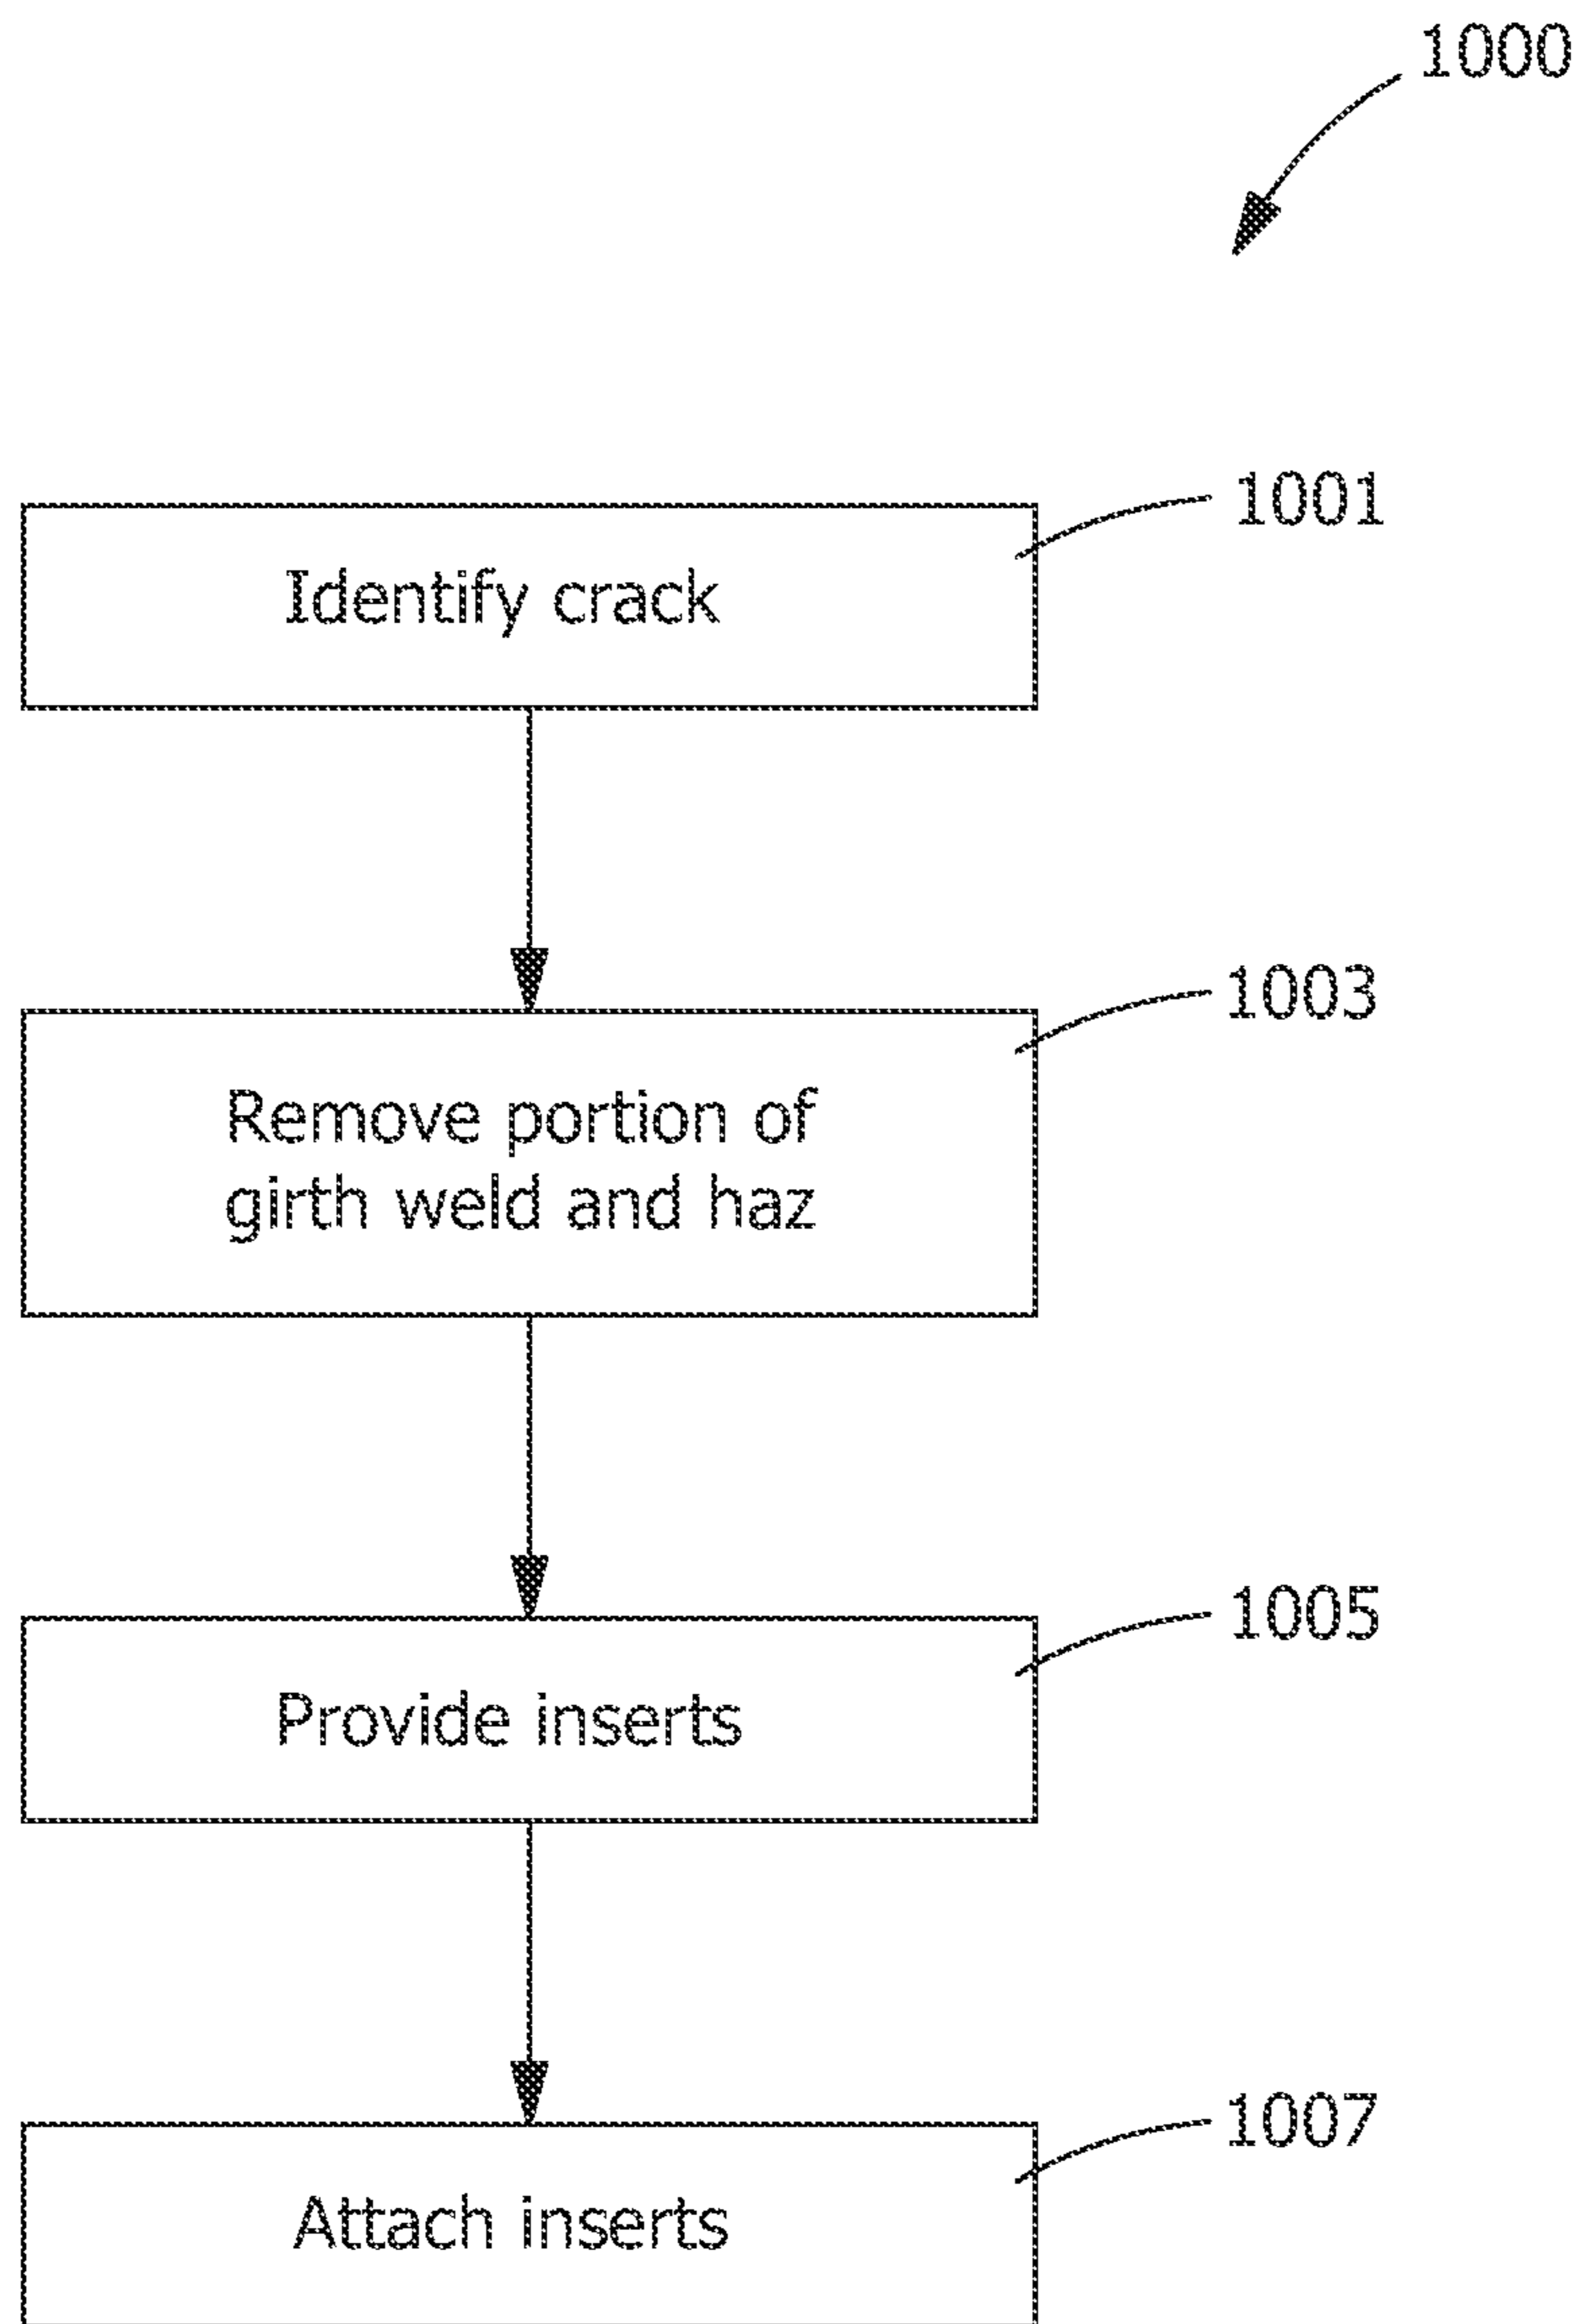 1000
1001
Identify crack
1003
Remove portion of
girth weld and haz
1005
Provide inserts
1007
Attach inserts